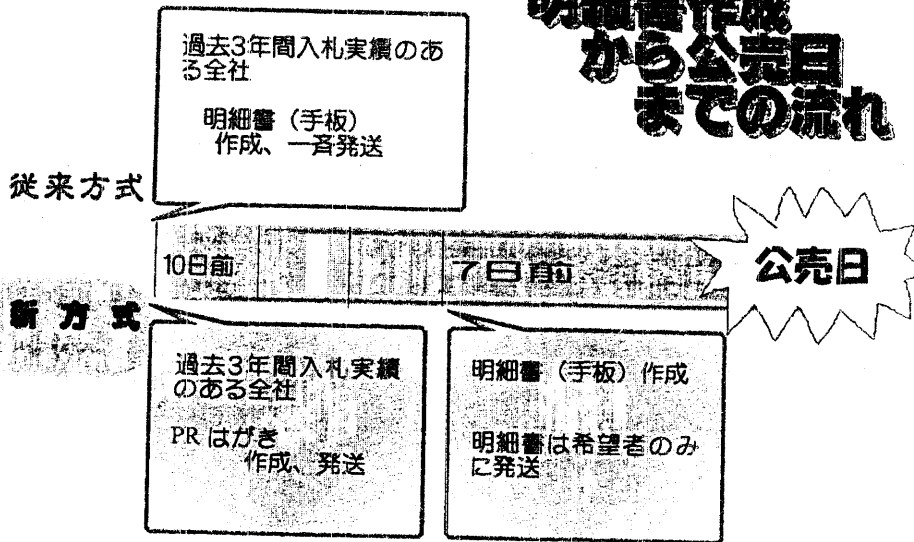 明細書作成
から公売日
までの流れ
過去3年間入札実績のあ
る全社
明細書（手板）
作成、一斉発送
従来方式
10日前
7日前
公売日
新方式
過去3年間入札実績
のある全社
PRはがき
作成、発送
明細書（手板）作成
明細書は希望者のみ
に発送